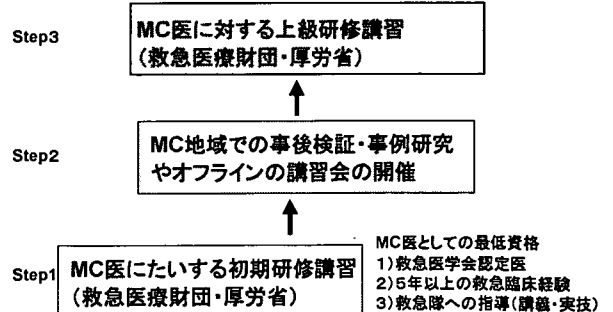 Step3
MC医に対する上級研修講習
(救急医療財団・厚労省)
Step2
MC地域での事後検証・事例研究
やオフラインの講習会の開催
Step1
MC医にたいする初期研修講習
(救急医療財団・厚労省)
MC医としての最低資格
1)救急医学会認定医
2)5年以上の救急臨床経験
3)救急隊への指導(講義・実技)